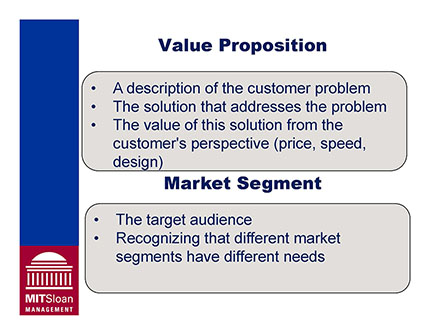 Value Proposition
• A description of the customer problem
• The solution that addresses the problem
• The value of this solution from the
customer's perspective (price, speed,
design)
Market Segment
• The target audience
• Recognizing that different market
segments have different needs
MITSloan
MANAGEMENT